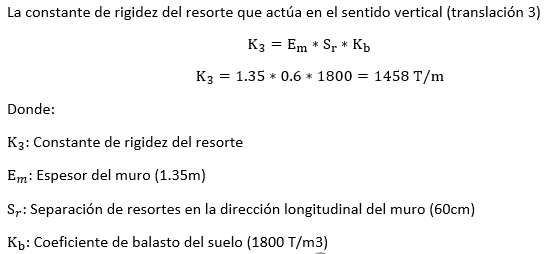 La constante de rigidez del resorte que actúa en el sentido vertical (translación 3)
K₃ = Eₘ * Sᵣ * K_b
K₃ = 1.35 * 0.6 * 1800 = 1458 T/m
Donde:
K₃: Constante de rigidez del resorte
Eₘ: Espesor del muro (1.35m)
Sᵣ: Separación de resortes en la dirección longitudinal del muro (60cm)
K_b: Coeficiente de balasto del suelo (1800 T/m3)